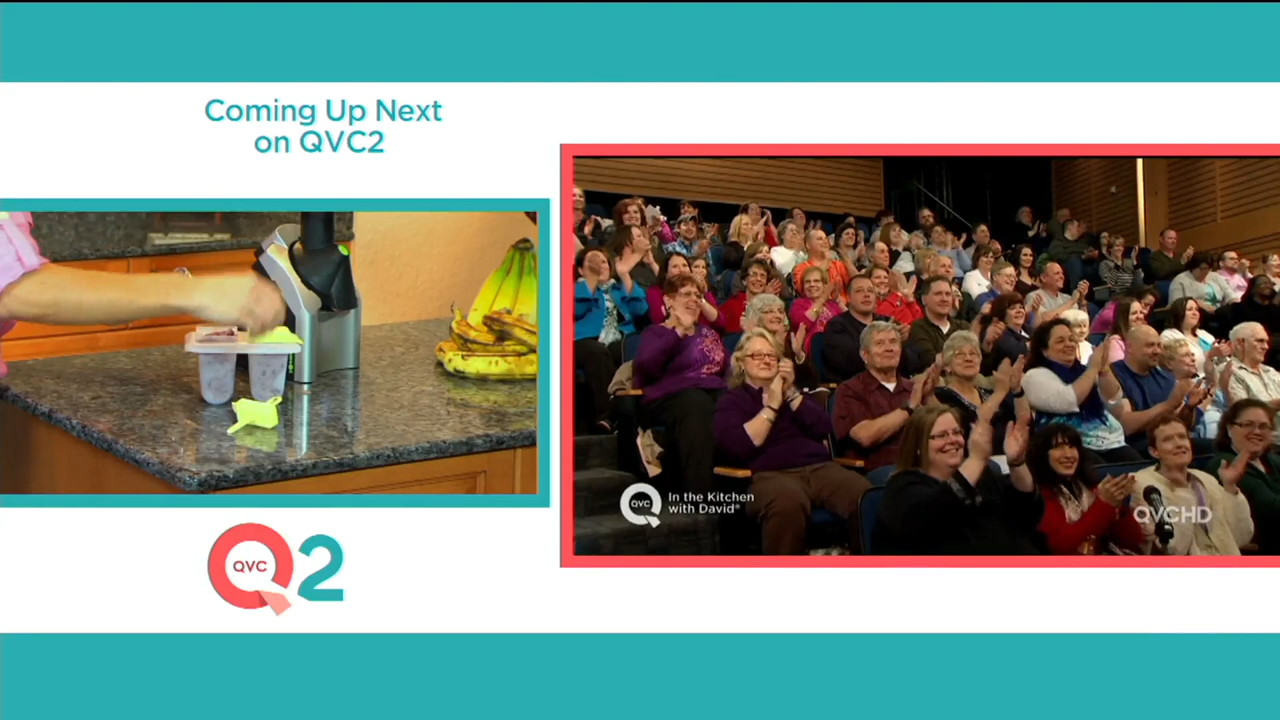 Coming Up Next
on QVC2
QVC
In the Kitchen
with David®
QVCHD
QVC
2